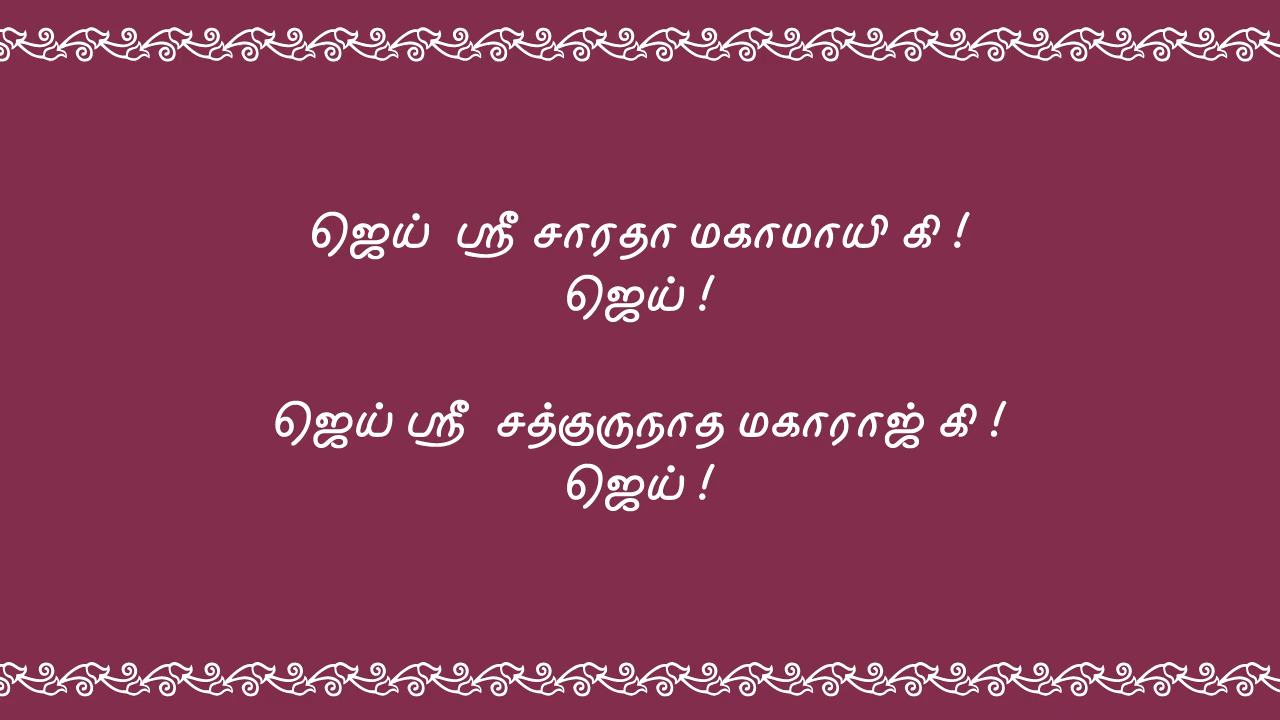 ஜெய் ஸ்ரீ சாரதா மகாமாயி கி !
ஜெய் !
ஜெய் ஸ்ரீ சத்குருநாத மகாராஜ் கி !
ஜெய் !